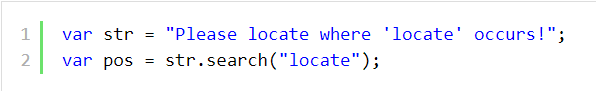 1 var str = "Please locate where 'locate' occurs!";
2 var pos = str.search("locate");